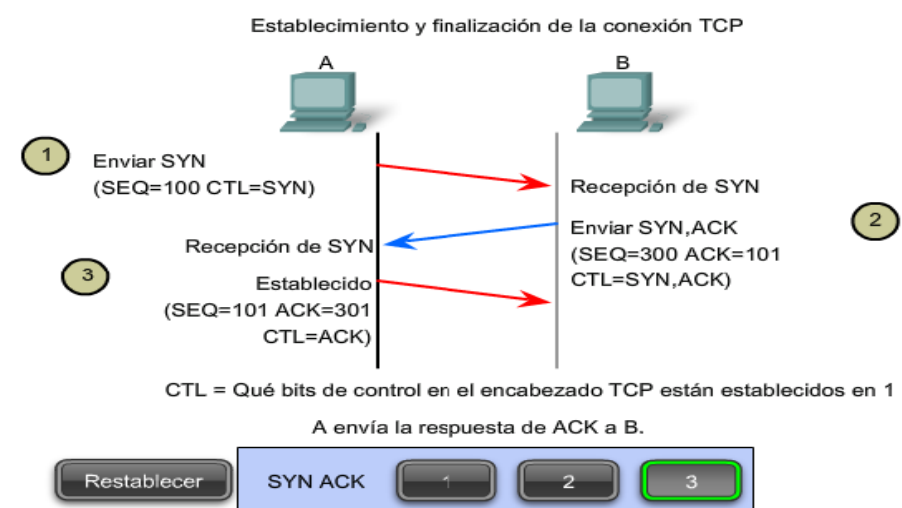 Establecimiento y finalización de la conexión TCP
A
B
1
Enviar SYN
(SEQ=100 CTL=SYN)
Recepción de SYN
Enviar SYN,ACK
(SEQ=300 ACK=101
CTL=SYN,ACK)
2
Recepción de SYN
3
Establecido
(SEQ=101 ACK=301
CTL=ACK)
CTL = Qué bits de control en el encabezado TCP están establecidos en 1
A envía la respuesta de ACK a B.
Restablecer
SYN ACK
1
2
3